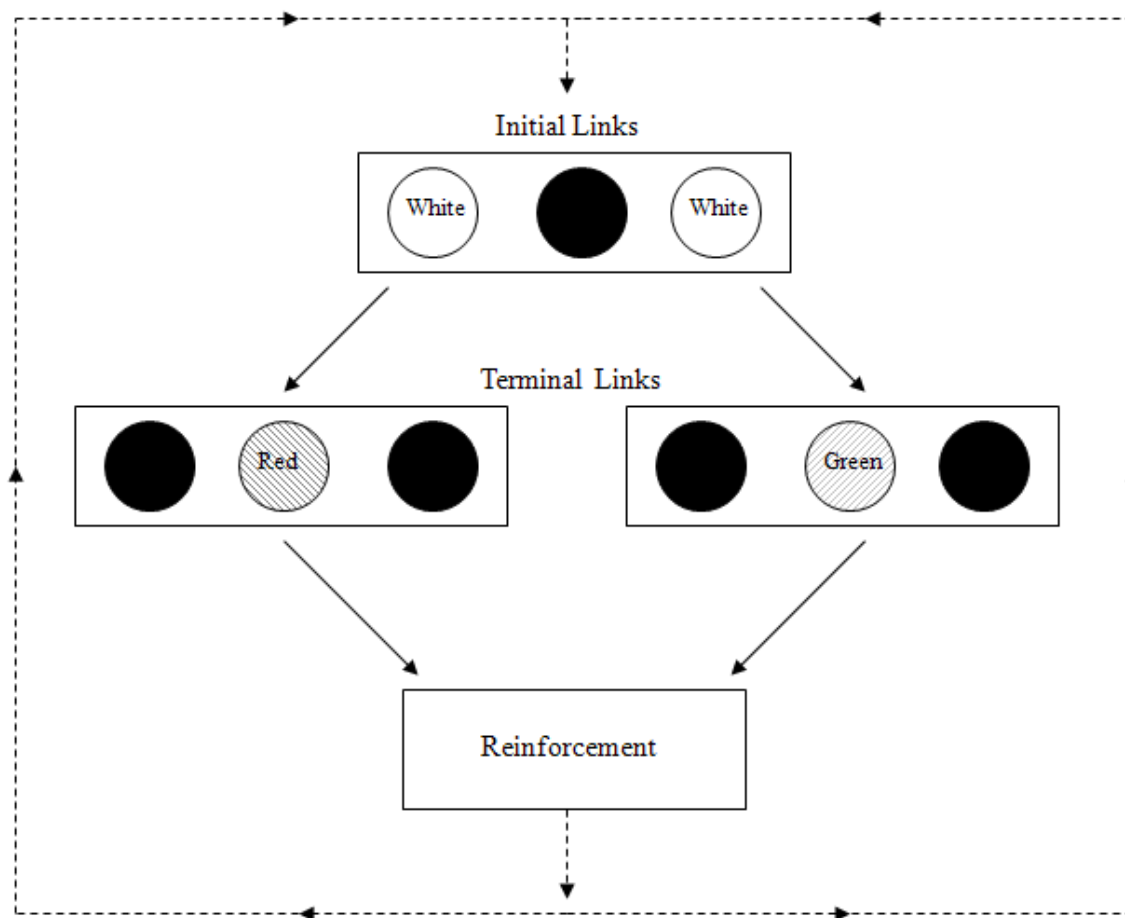 Initial Links
White
White
Terminal Links
Red
Green
Reinforcement